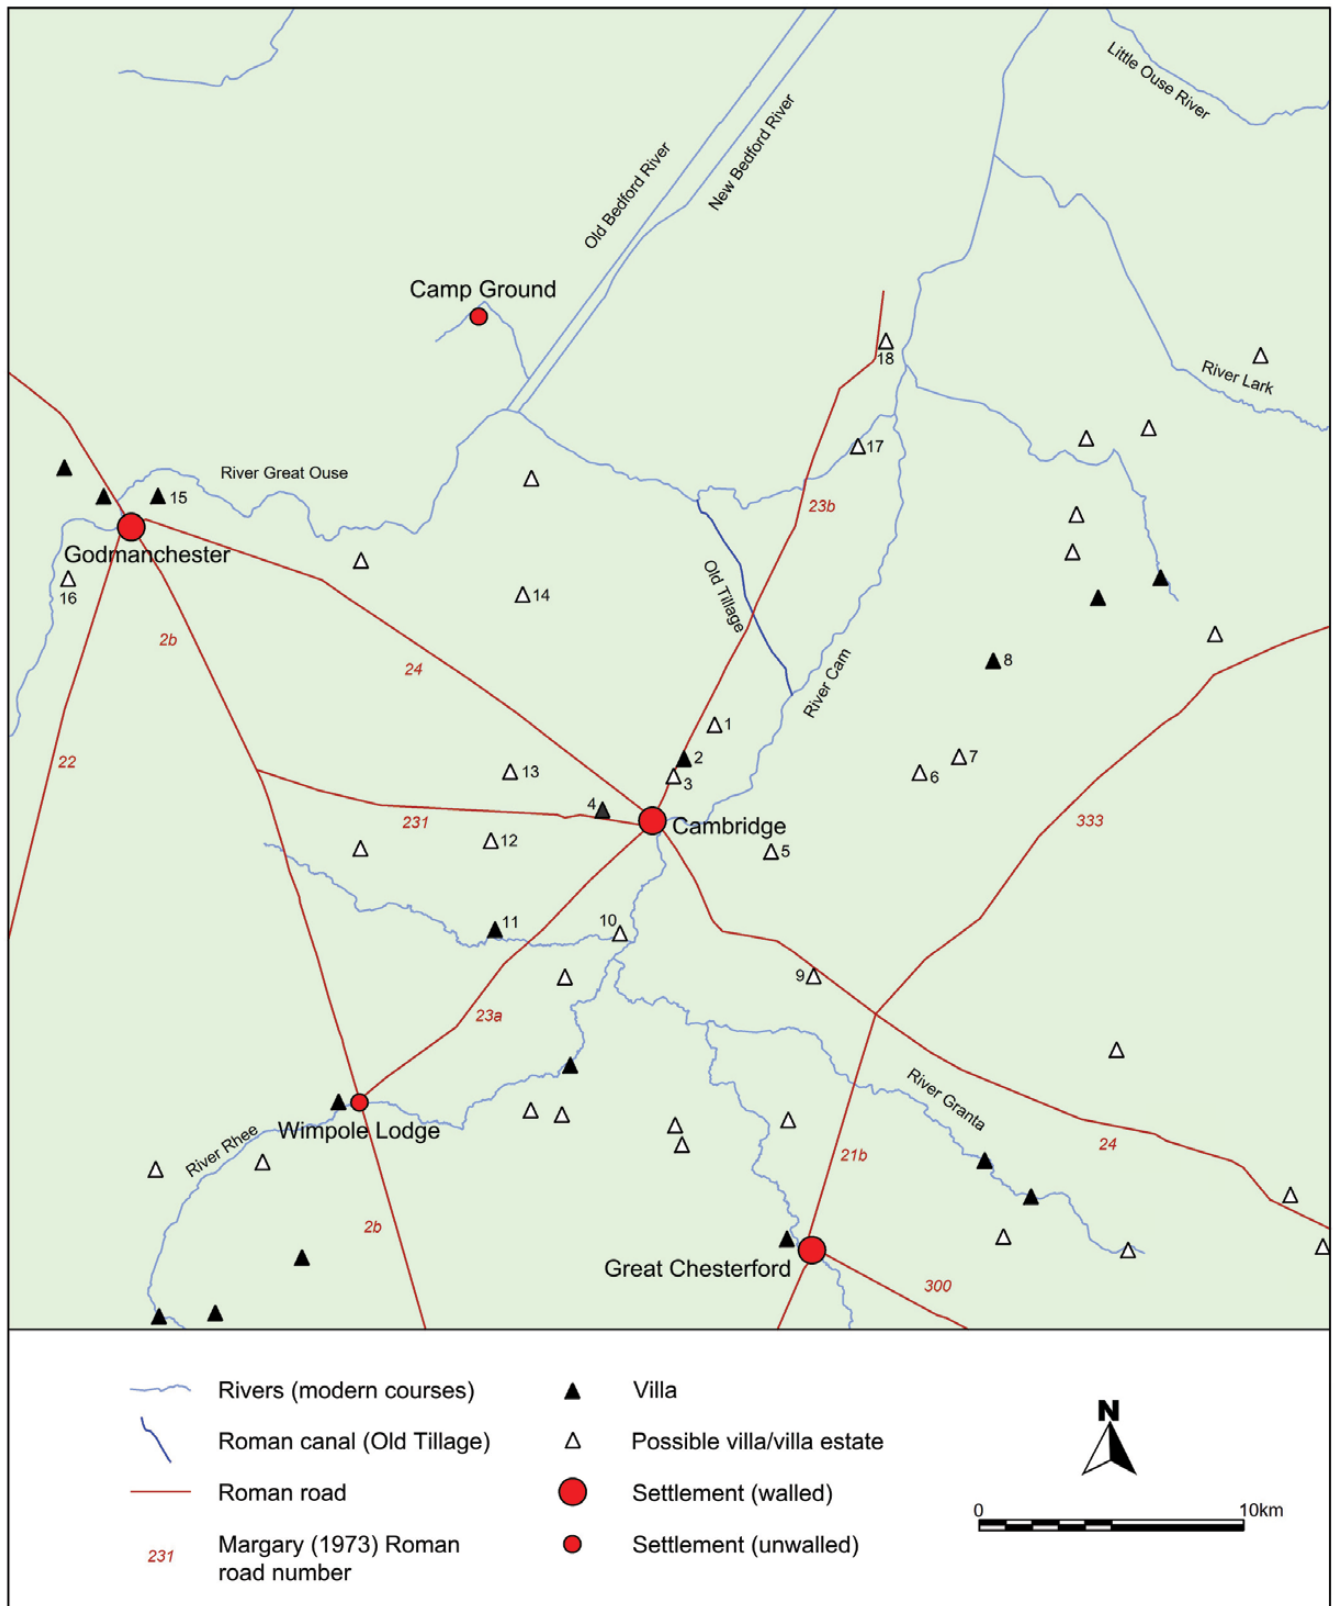 Little Ouse River
Old Bedford River
New Bedford River
Camp Ground
18
River Lark
17
River Great Ouse
15
23b
Godmanchester
16
14
Old Tillage
2b
24
8
River Cam
1
22
2
3
13
7
6
4
231
Cambridge
333
12
5
11
10
9
23a
River Granta
Wimpole Lodge
River Rhee
21b
24
2b
Great Chesterford
300
Rivers (modern courses)
Villa
N
Roman canal (Old Tillage)
Possible villa/villa estate
Roman road
Settlement (walled)
0 10km
231
Margary (1973) Roman
road number
Settlement (unwalled)